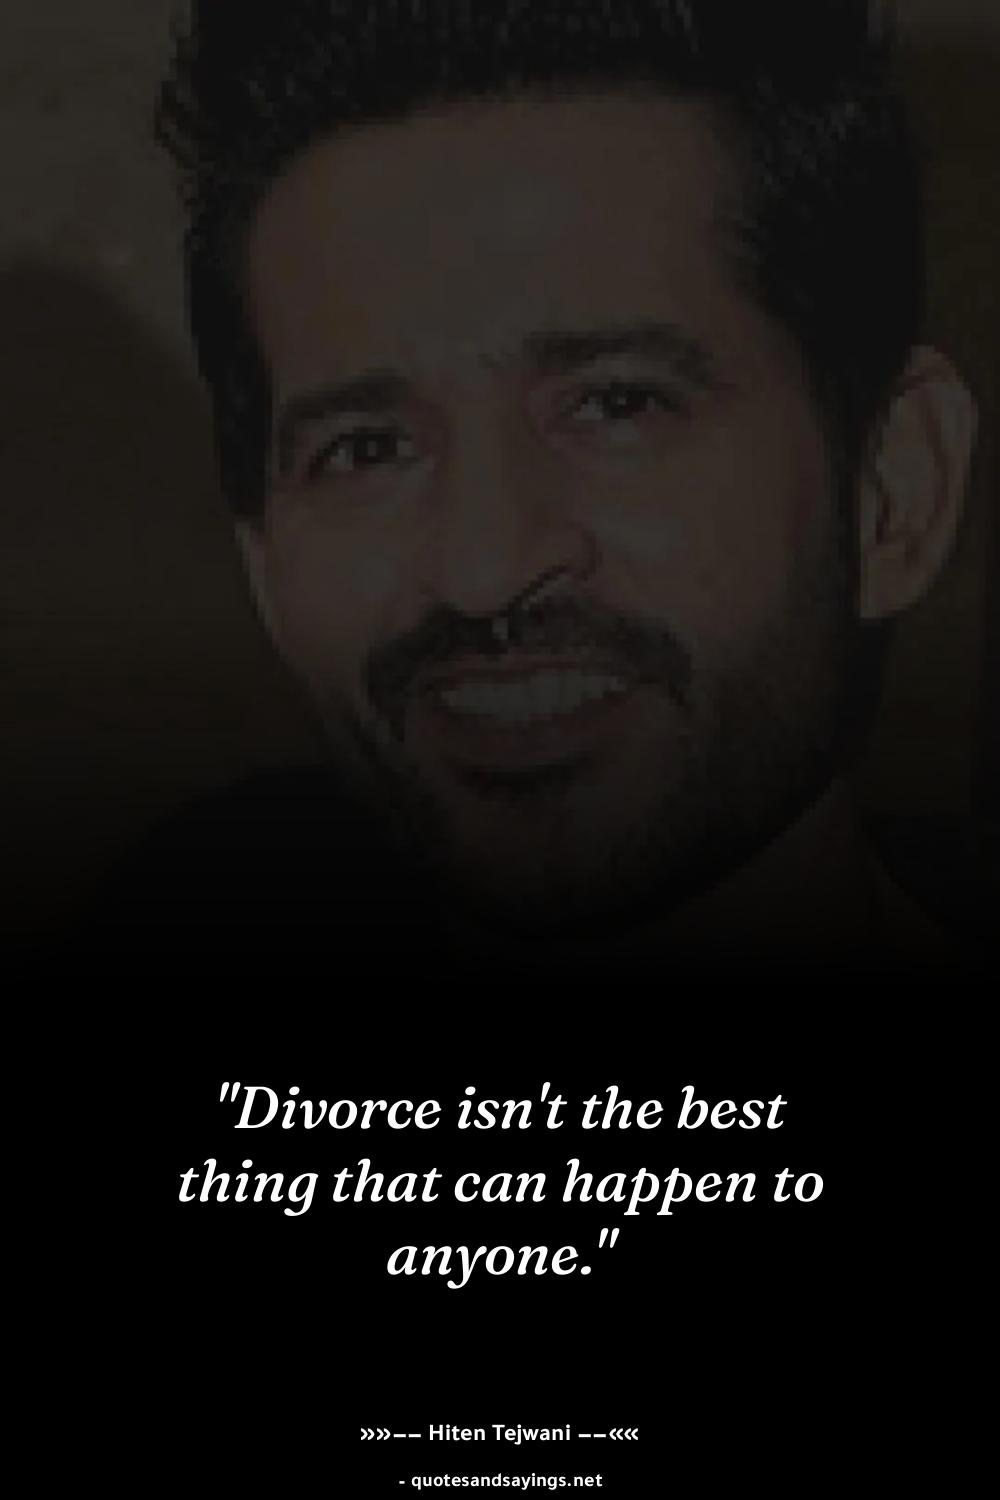 "Divorce isn't the best
thing that can happen to
anyone."
»»−− Hiten Tejwani −−««
- quotesandsayings.net